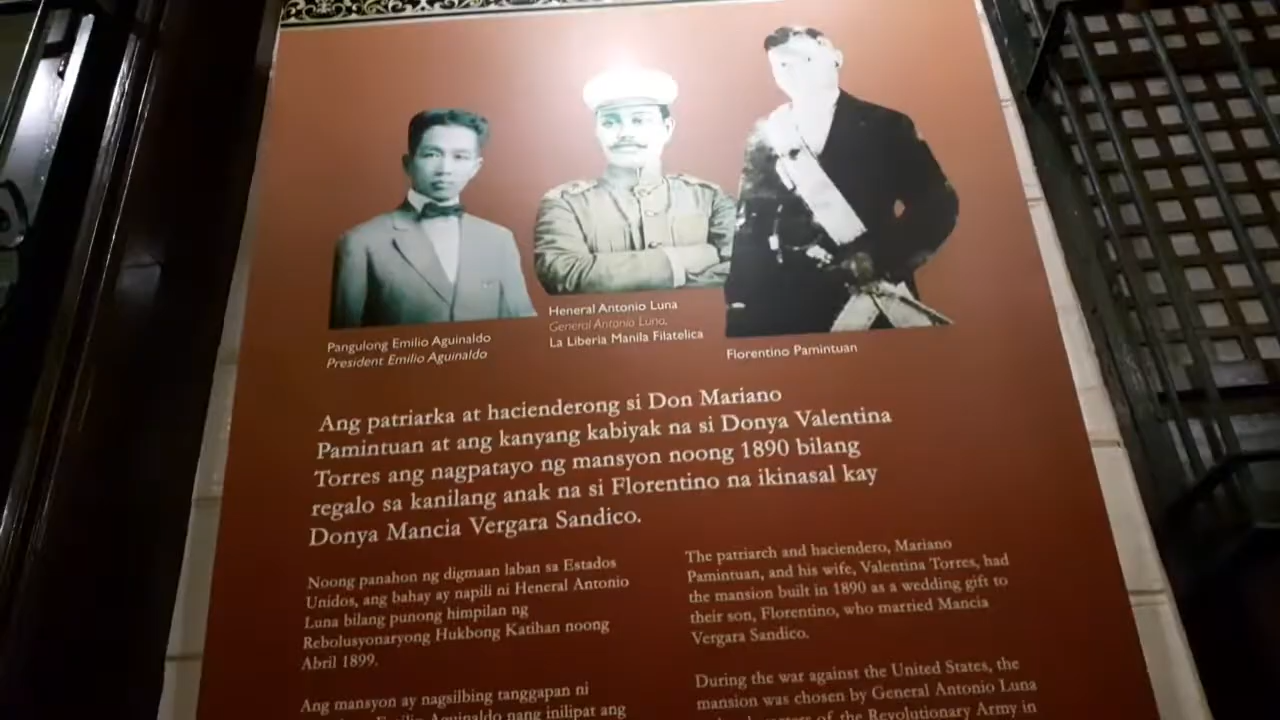 Pangulong Emilio Aguinaldo
President Emilio Aguinaldo
Heneral Antonio Luna
General Antonio Luna,
La Liberia Manila Filatelica
Florentino Pamintuan
Ang patriarka at hacienderong si Don Mariano
Pamintuan at ang kanyang kabiyak na si Donya Valentina
Torres ang nagpatayo ng mansyon noong 1890 bilang
regalo sa kanilang anak na si Florentino na ikinasal kay
Donya Mancia Vergara Sandico.
Noong panahon ng digmaan laban sa Estados
Unidos, ang bahay ay napili ni Heneral Antonio
Luna bilang punong himpilan ng
Rebolusyonaryong Hukbong Katihan noong
Abril 1899.
Ang mansyon ay nagsilbing tanggapan ni
Emilio Aguinaldo nang inilipat ang
The patriarch and haciendero, Mariano
Pamintuan, and his wife, Valentina Torres, had
the mansion built in 1890 as a wedding gift to
their son, Florentino, who married Mancia
Vergara Sandico.
During the war against the United States, the
mansion was chosen by General Antonio Luna
of the Revolutionary Army in